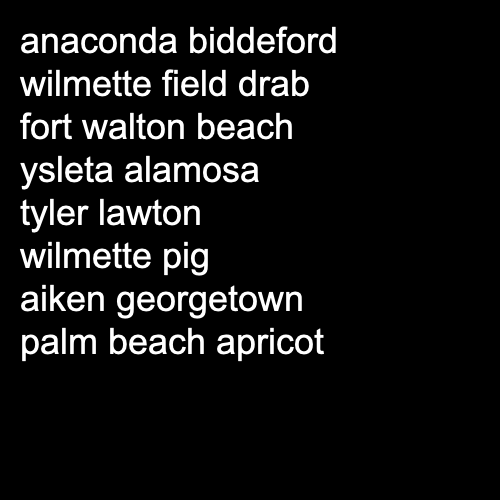 anaconda biddeford
wilmette field drab
fort walton beach
ysleta alamosa
tyler lawton
wilmette pig
aiken georgetown
palm beach apricot